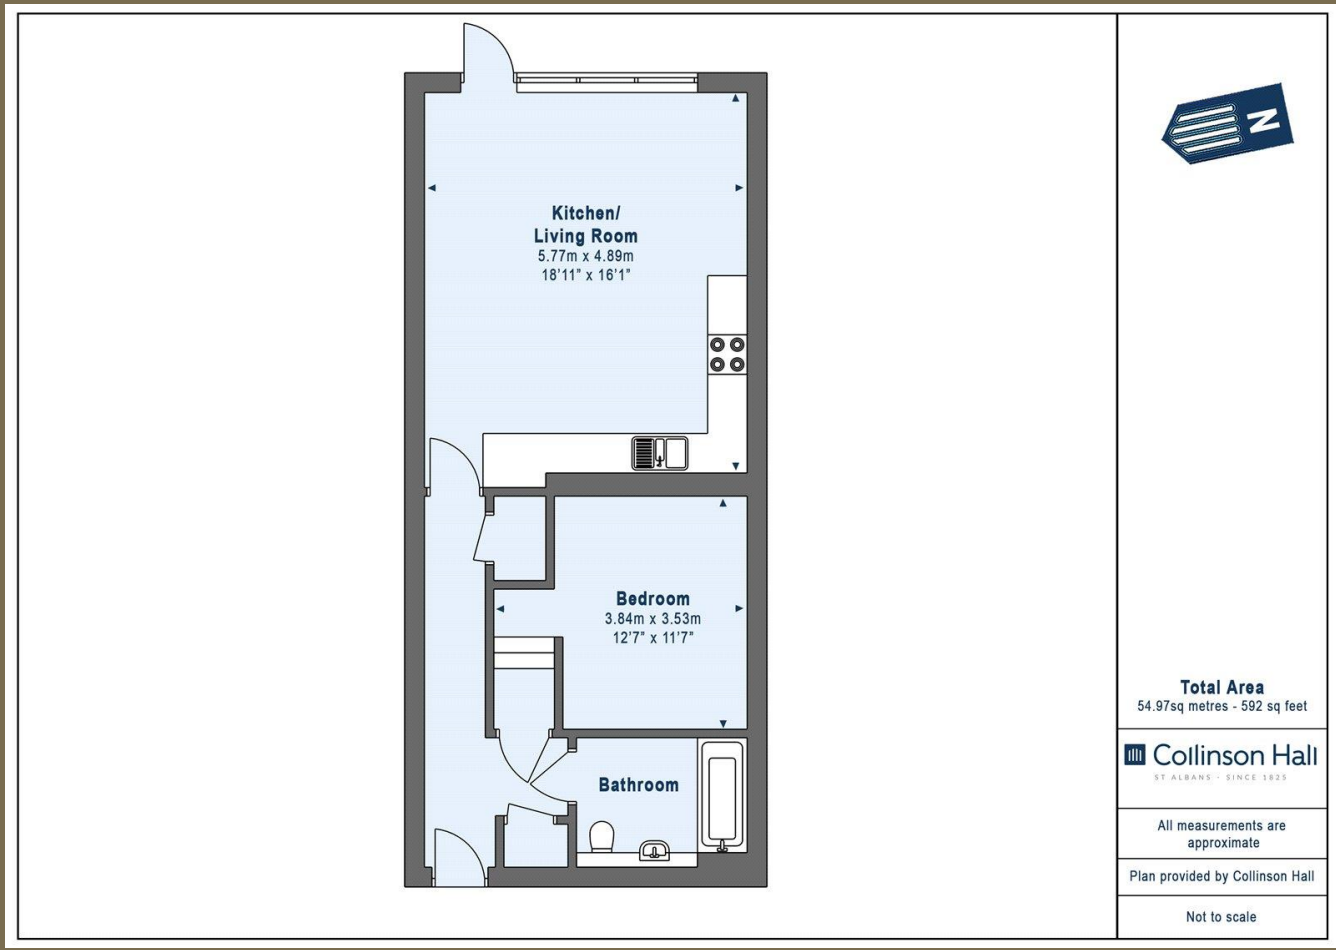 Kitchen/
Living Room
5.77m x 4.89m
18'11" x 16'1"
Bedroom
3.84m x 3.53m
12'7" x 11'7"
Bathroom
N
Total Area
54.97sq metres - 592 sq feet
Collinson Hall
ST ALBANS · SINCE 1825
All measurements are
approximate
Plan provided by Collinson Hall
Not to scale